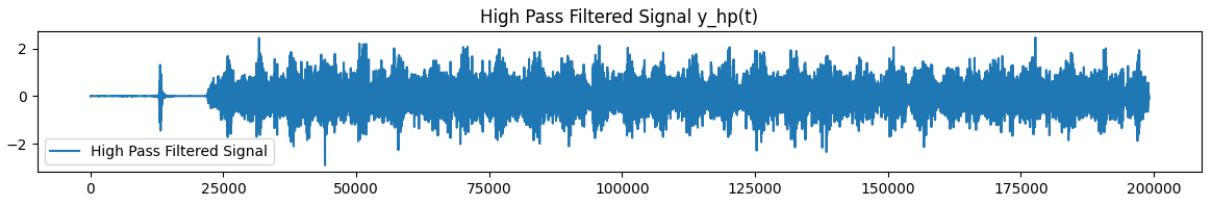 High Pass Filtered Signal y_hp(t)
2
0
−2
High Pass Filtered Signal
0 25000 50000 75000 100000 125000 150000 175000 200000